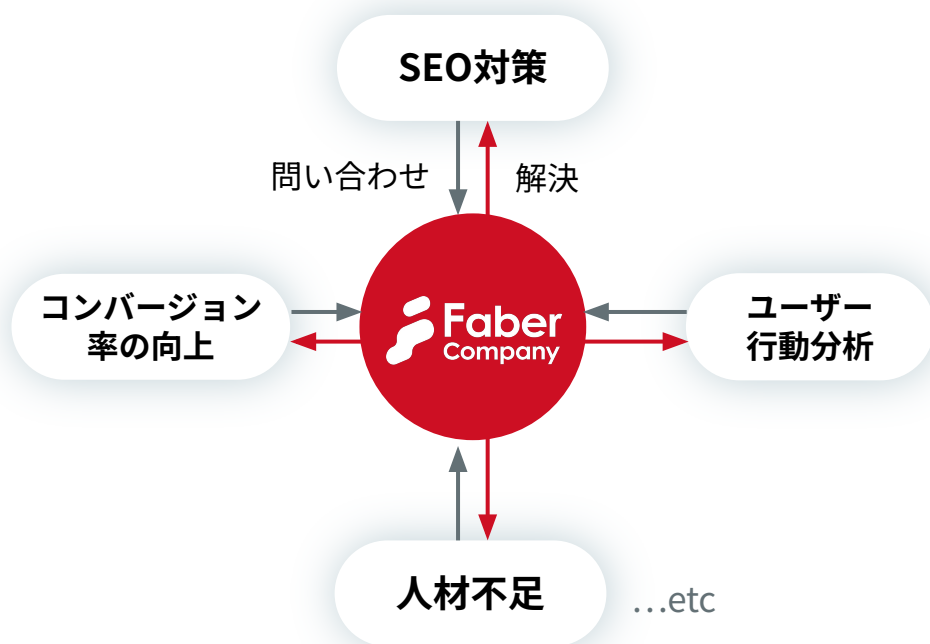 SEO対策
問い合わせ
解決
コンバージョン
率の向上
Faber
Company
ユーザー
行動分析
人材不足
...etc